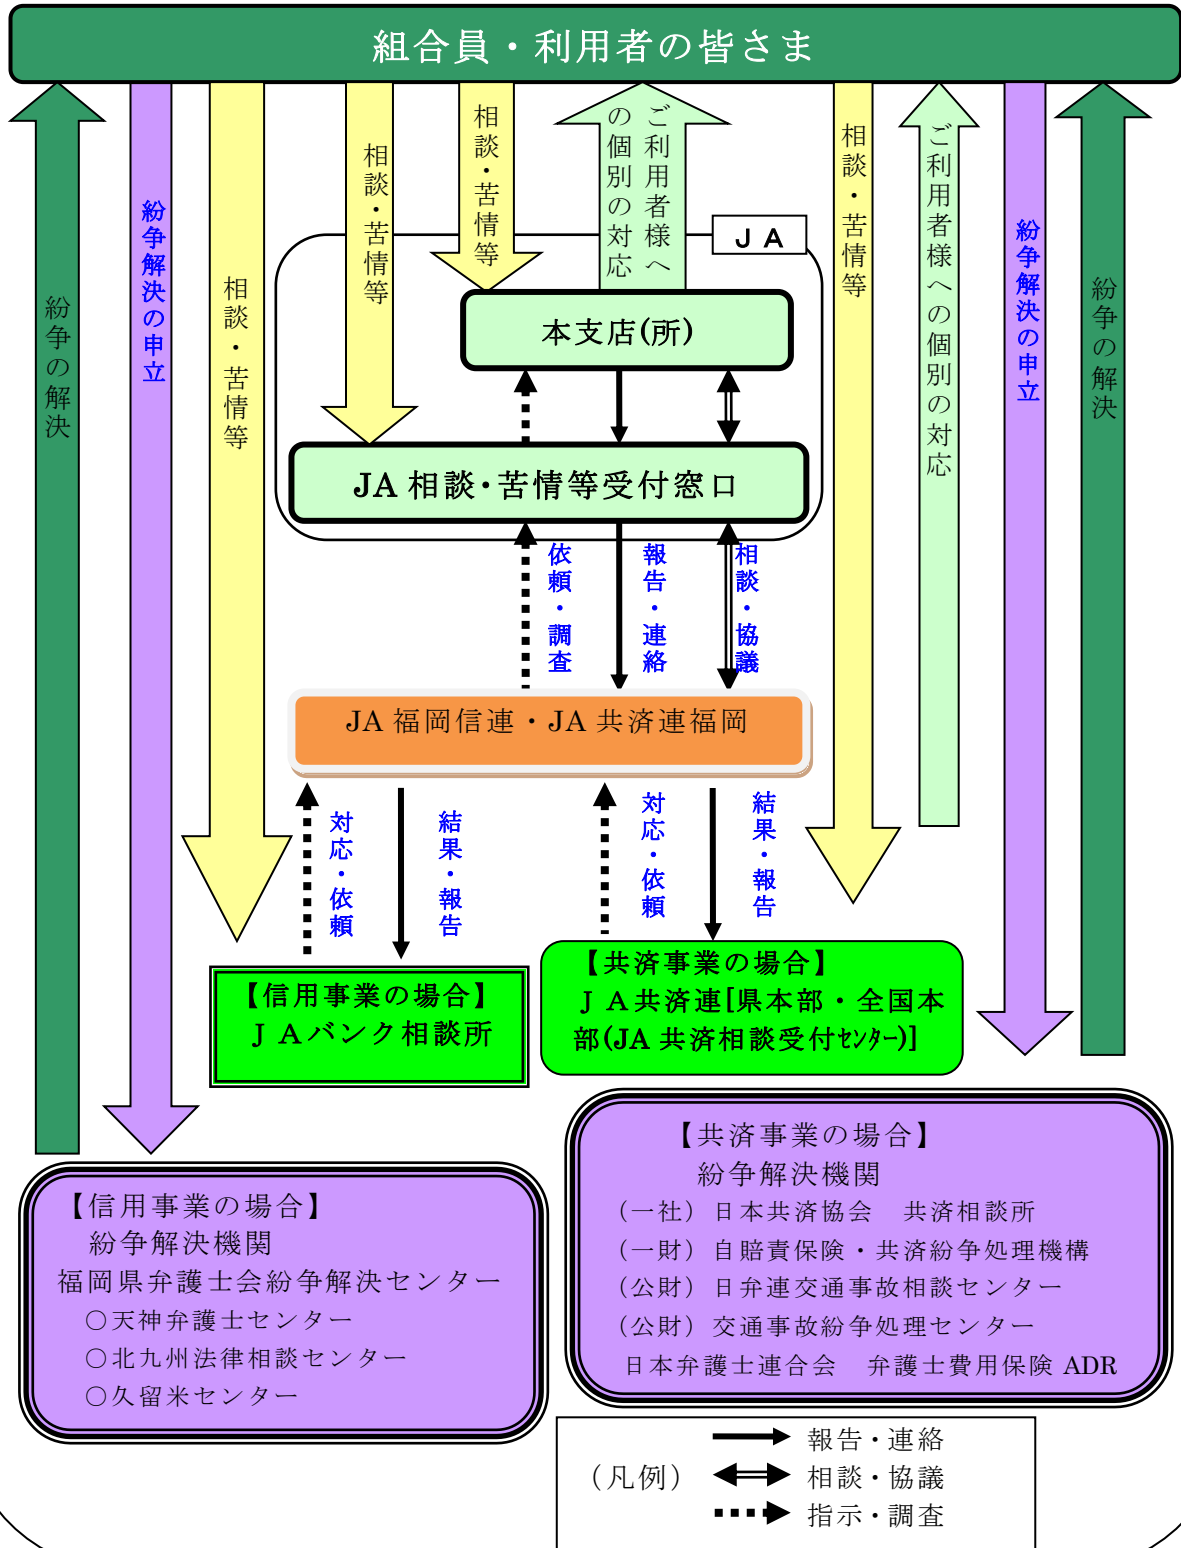 組合員・利用者の皆さま
紛争の解決
紛争解決の申立
相談・苦情等
相談・苦情等
相談・苦情等
ご利用者様へ
の個別の対応
相談・苦情等
ご利用者様への個別の対応
紛争解決の申立
紛争の解決
ＪＡ
本支店(所)
JA 相談・苦情等受付窓口
依頼・調査
報告・連絡
相談・協議
JA 福岡信連・JA 共済連福岡
対応・依頼
結果・報告
対応・依頼
結果・報告
【信用事業の場合】
ＪＡバンク相談所
【共済事業の場合】
ＪＡ共済連[県本部・全国本
部(JA 共済相談受付ｾﾝﾀｰ)]
【信用事業の場合】
紛争解決機関
福岡県弁護士会紛争解決センター
○天神弁護士センター
○北九州法律相談センター
○久留米センター
【共済事業の場合】
紛争解決機関
（一社）日本共済協会　共済相談所
（一財）自賠責保険・共済紛争処理機構
（公財）日弁連交通事故相談センター
（公財）交通事故紛争処理センター
日本弁護士連合会　弁護士費用保険 ADR
（凡例）
報告・連絡
相談・協議
指示・調査